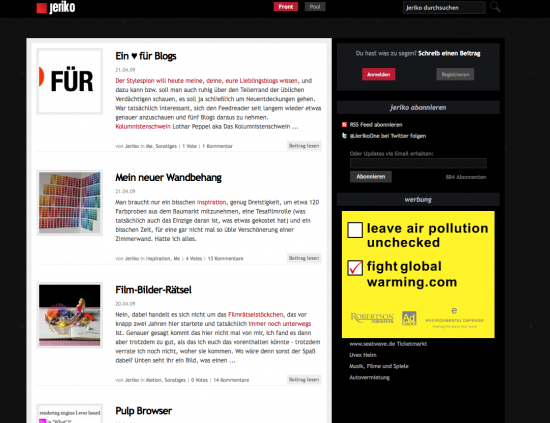 jeriko
Front
Pool
Jeriko durchsuchen
FÜR
Ein ♥ für Blogs
21.04.09
Der Stylespion will heute meine, deine, eure Lieblingsblogs wissen, und
dazu kann bzw. soll man auch ruhig über den Tellerrand der üblichen
Verdächtigen schauen, es soll ja schließlich um Neuentdeckungen gehen.
War tatsächlich interessant, sich den Feedreader seit langem wieder etwas
genauer anzuschauen und fünf Blogs daraus zu nehmen.
Kolumnistenschwein Lothar Peppel aka Das Kolumnistenschwein ...
von Jeriko in Me, Sonstiges | 1 Vote | 1 Kommentar
Beitrag lesen
Mein neuer Wandbehang
21.04.09
Man braucht nur ein bisschen Inspiration, genug Dreistigkeit, um etwa 120
Farbproben aus dem Baumarkt mitzunehmen, eine Tesafilmrolle (was
tatsächlich auch das Einzige daran ist, was etwas gekostet hat) und ein
bisschen Zeit, für eine gar nicht mal so üble Verschönerung einer
Zimmerwand. Hatte ich alles.
von Jeriko in Inspiration, Me | 4 Votes | 13 Kommentare
Beitrag lesen
Film-Bilder-Rätsel
20.04.09
Nein, dabei handelt es sich nicht um das Filmrätselstöckchen, das vor
knapp zwei Jahren hier startete und tatsächlich immer noch unterwegs
ist. Genauer gesagt kommt das hier nicht mal von mir, ich fand es dann
aber trotzdem zu gut, als das ich euch das vorenthalten könnte - trotzdem
verrate ich noch nicht, woher sie kommen. Wo wäre denn sonst der Spaß
dabei? Unten seht ihr ein Bild, was einen ...
von Jeriko in Motion, Sonstiges | 0 Votes | 14 Kommentare
Beitrag lesen
rendering engine I ever heard
Pulp Browser
Du hast was zu sagen? Schreib einen Beitrag
Anmelden
Registrieren
Jeriko abonnieren
RSS Feed abonnieren
@JerikoOne bei Twitter folgen
Oder Updates via Email erhalten:
Abonnieren
884 Abonnenten
werbung
leave air pollution
unchecked
fight global
warming.com
ROBERTSON
FOUNDATION
Ad
Council
e
ENVIRONMENTAL DEFENSE
finding the ways that work
www.seatwave.de Ticketmarkt
Uvex Helm
Musik, Filme und Spiele
Autovermietung